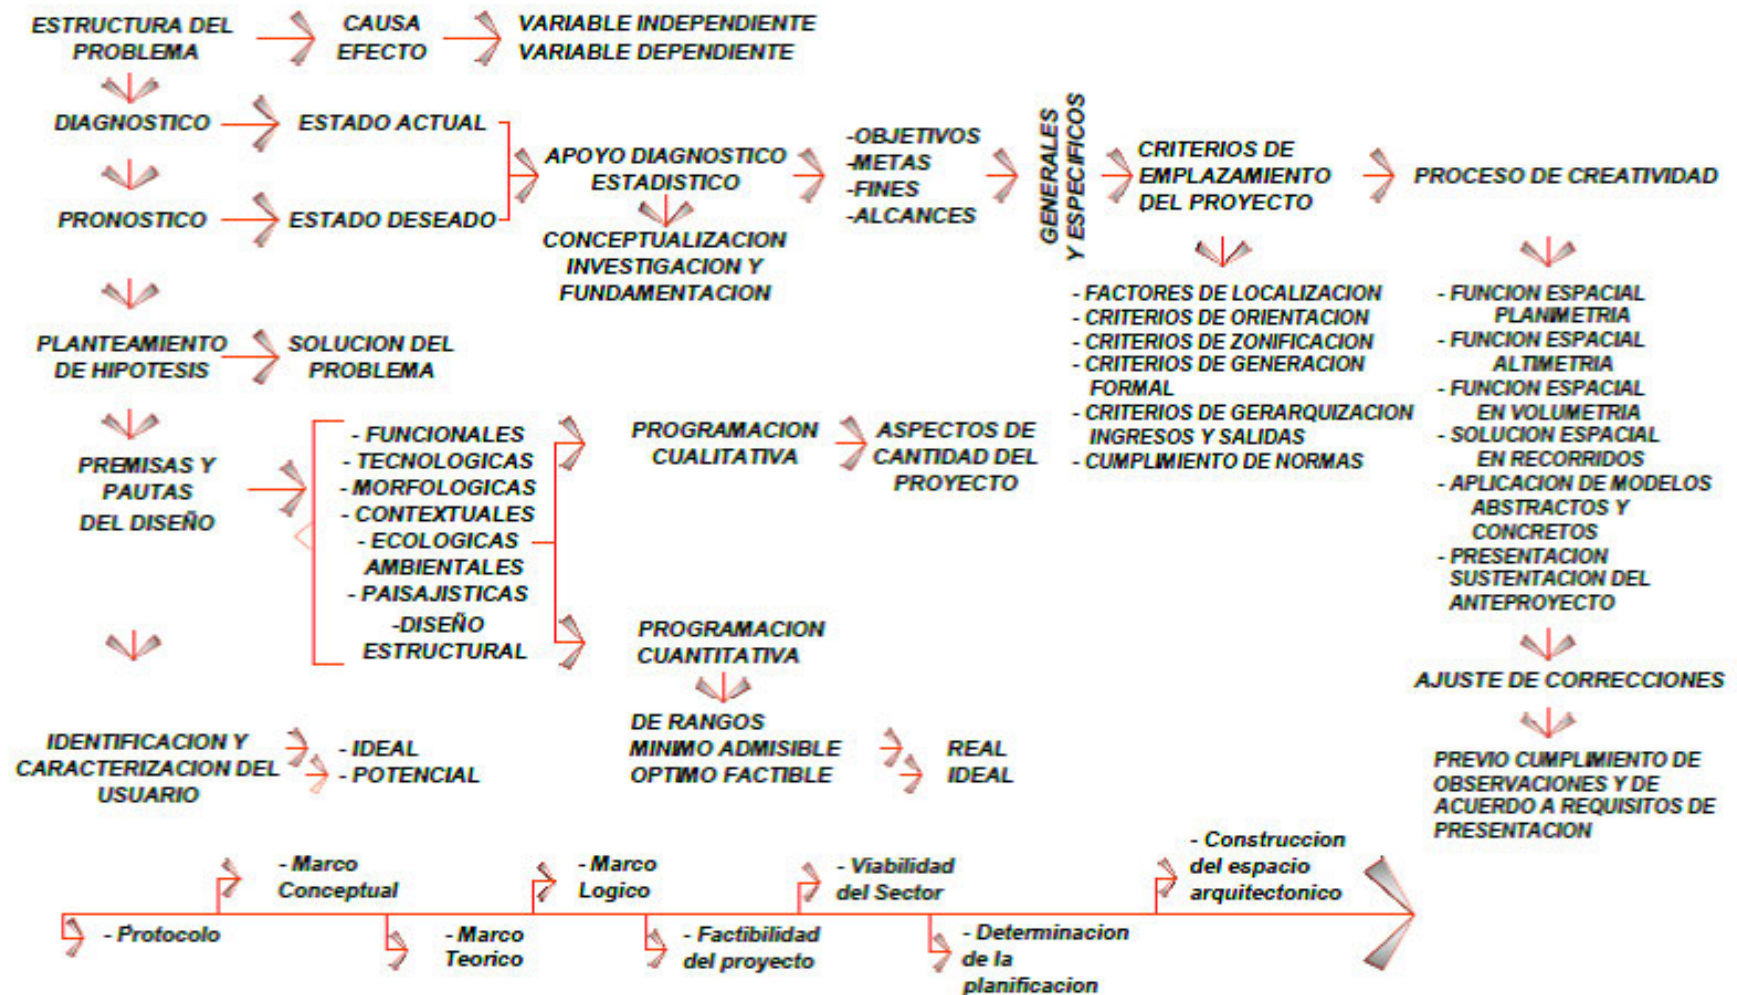 ESTRUCTURA DEL
PROBLEMA
CAUSA
EFECTO
VARIABLE INDEPENDIENTE
VARIABLE DEPENDIENTE
DIAGNOSTICO
ESTADO ACTUAL
PRONOSTICO
ESTADO DESEADO
APOYO DIAGNOSTICO
ESTADISTICO
CONCEPTUALIZACION
INVESTIGACION Y
FUNDAMENTACION
-OBJETIVOS
-METAS
-FINES
-ALCANCES
GENERALES
Y ESPECIFICOS
CRITERIOS DE
EMPLAZAMIENTO
DEL PROYECTO
PROCESO DE CREATIVIDAD
- FACTORES DE LOCALIZACION
- CRITERIOS DE ORIENTACION
- CRITERIOS DE ZONIFICACION
- CRITERIOS DE GENERACION
FORMAL
- CRITERIOS DE GERARQUIZACION
INGRESOS Y SALIDAS
- CUMPLIMIENTO DE NORMAS
- FUNCION ESPACIAL
PLANIMETRIA
- FUNCION ESPACIAL
ALTIMETRIA
- FUNCION ESPACIAL
EN VOLUMETRIA
- SOLUCION ESPACIAL
EN RECORRIDOS
- APLICACION DE MODELOS
ABSTRACTOS Y
CONCRETOS
- PRESENTACION
SUSTENTACION DEL
ANTEPROYECTO
AJUSTE DE CORRECCIONES
PREVIO CUMPLIMIENTO DE
OBSERVACIONES Y DE
ACUERDO A REQUISITOS DE
PRESENTACION
PLANTEAMIENTO
DE HIPOTESIS
SOLUCION DEL
PROBLEMA
PREMISAS Y
PAUTAS
DEL DISEÑO
- FUNCIONALES
- TECNOLOGICAS
- MORFOLOGICAS
- CONTEXTUALES
- ECOLOGICAS
AMBIENTALES
- PAISAJISTICAS
-DISEÑO
ESTRUCTURAL
PROGRAMACION
CUALITATIVA
ASPECTOS DE
CANTIDAD DEL
PROYECTO
PROGRAMACION
CUANTITATIVA
DE RANGOS
MINIMO ADMISIBLE
OPTIMO FACTIBLE
REAL
IDEAL
IDENTIFICACION Y
CARACTERIZACION DEL
USUARIO
- IDEAL
- POTENCIAL
- Protocolo
- Marco
Conceptual
- Marco
Teorico
- Marco
Logico
- Factibilidad
del proyecto
- Viabilidad
del Sector
- Determinacion
de la
planificacion
- Construccion
del espacio
arquitectonico